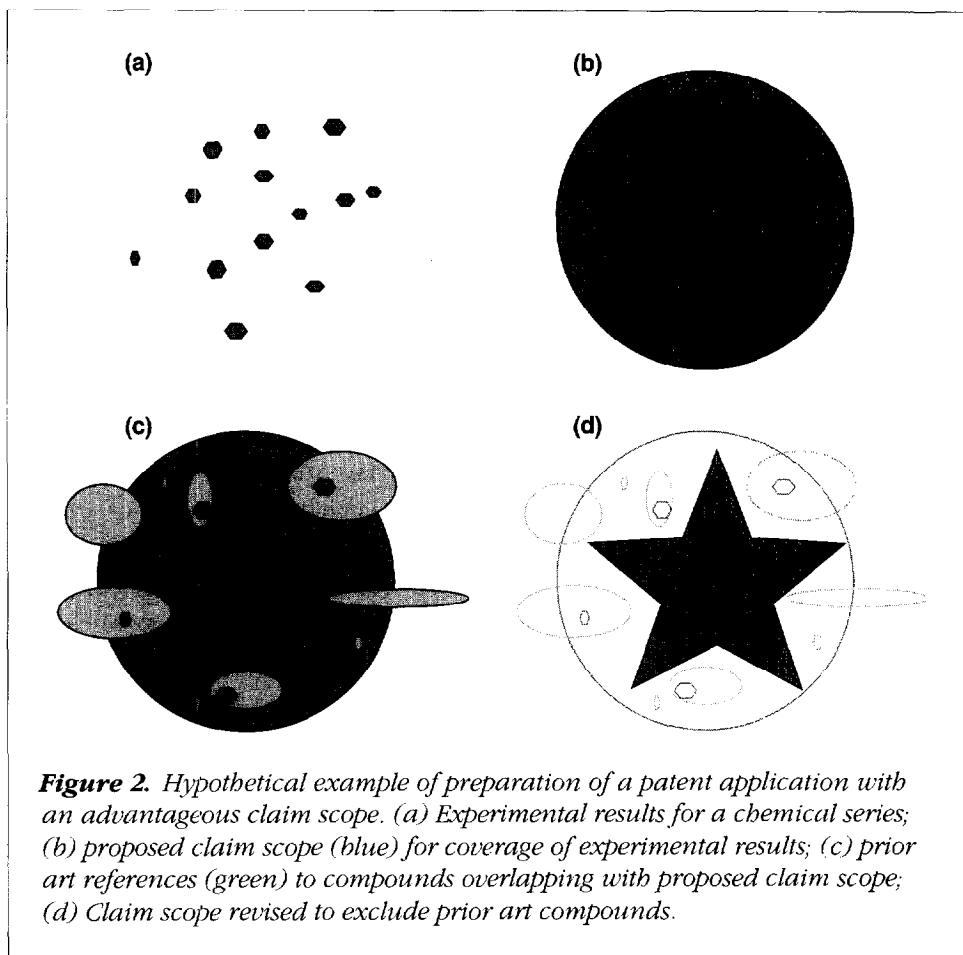 (a)
(b)
(c)
(d)
Figure 2. Hypothetical example of preparation of a patent application with
an advantageous claim scope. (a) Experimental results for a chemical series;
(b) proposed claim scope (blue) for coverage of experimental results; (c) prior
art references (green) to compounds overlapping with proposed claim scope;
(d) Claim scope revised to exclude prior art compounds.